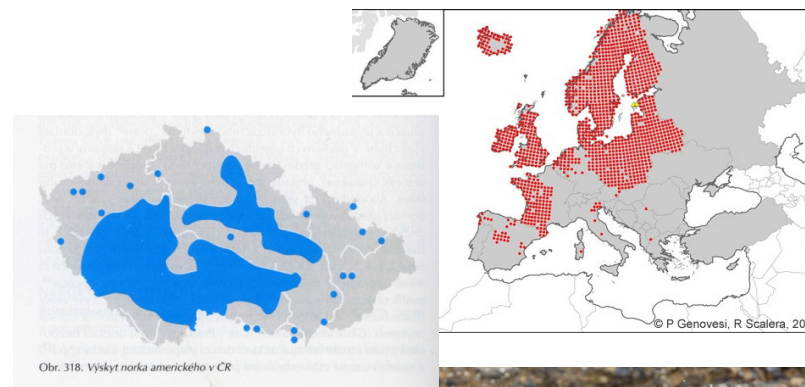 © P Genovesi, R Scalera, 20
Obr. 318. Výskyt norka amerického v ČR